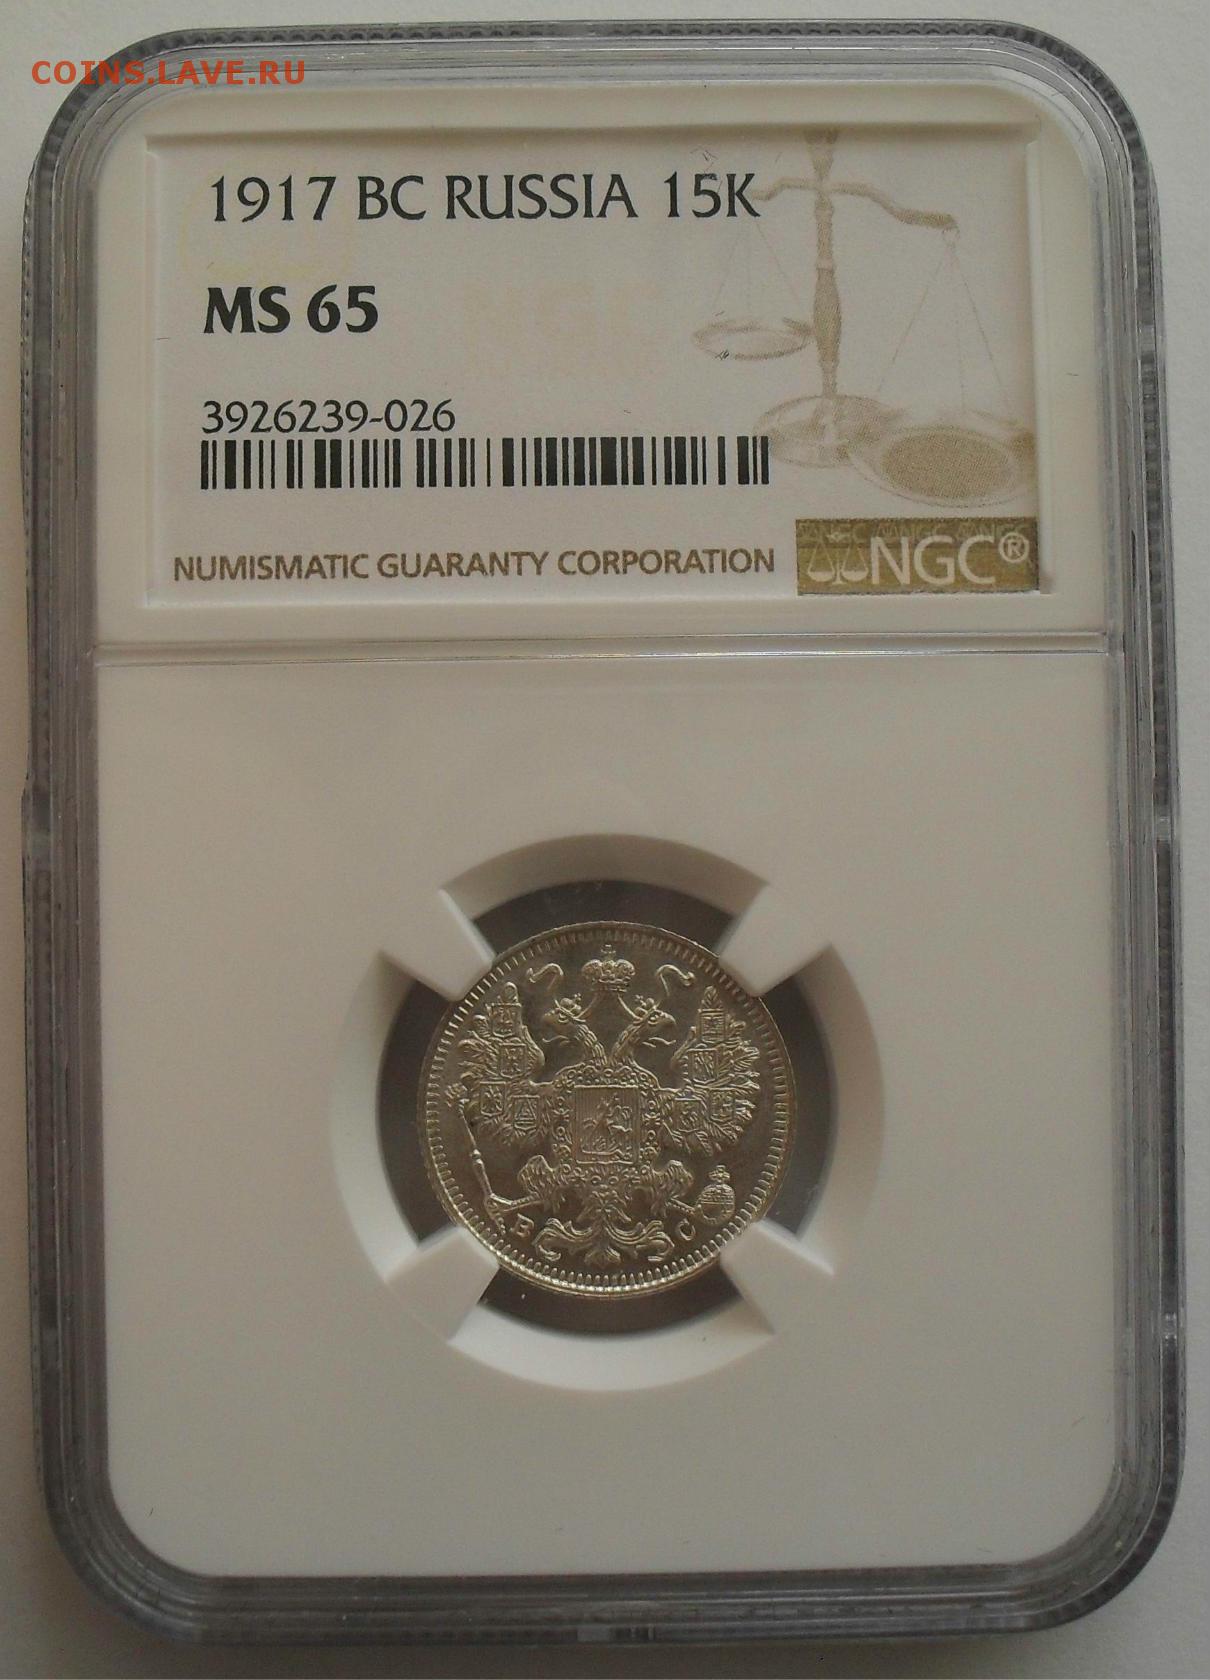 COINS.LAVE.RU
1917 BC RUSSIA 15K
MS 65
3926239-026
NUMISMATIC GUARANTY CORPORATION
NGC®
В С